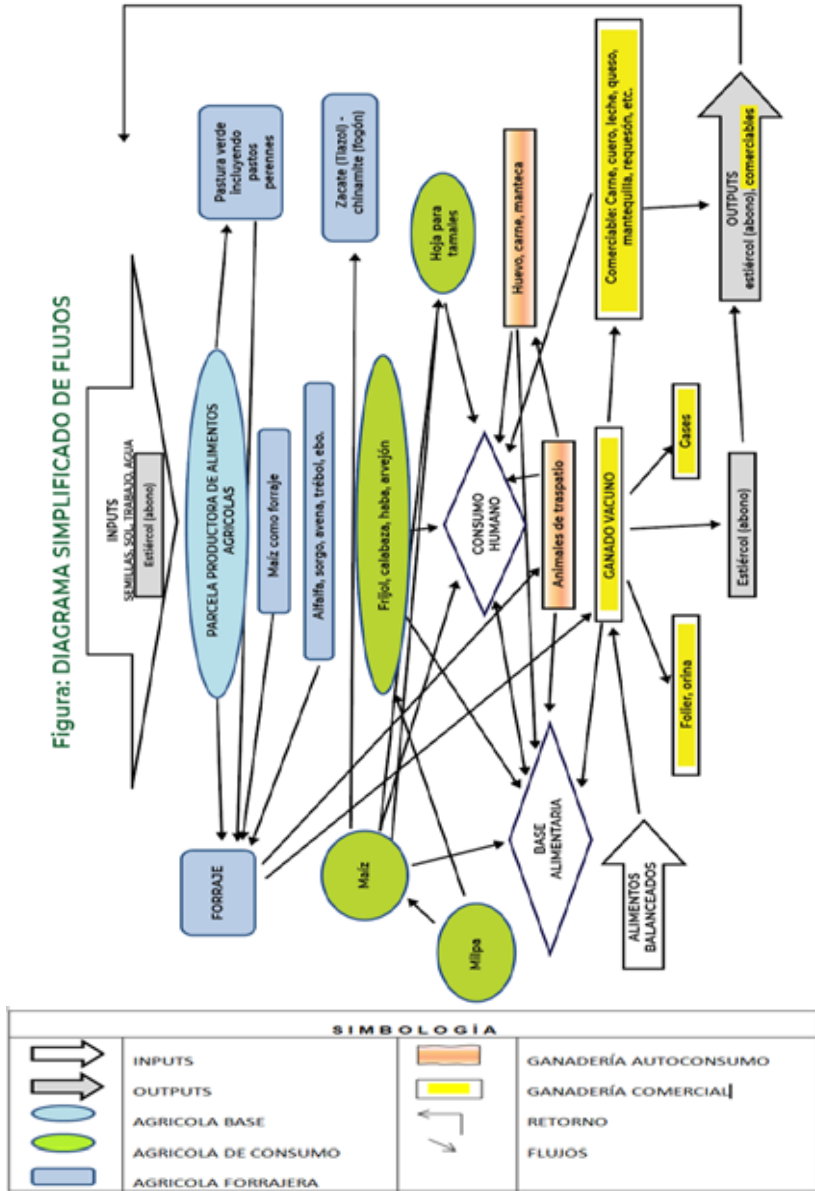 Figura: DIAGRAMA SIMPLIFICADO DE FLUJOS
INPUTS
SEMILLAS, SOL, TRABAJO, AGUA
Estiércol (abono)
PARCELA PRODUCTORA DE ALIMENTOS
AGRICOLAS
Pastura verde
incluyendo
pastos
perennes
FORRAJE
Maíz como forraje
Alfalfa, sorgo, avena, trébol, ebo.
Zacate (Tlazol) -
chinamite (fogón)
Maíz
Frijol, calabaza, haba, arvejón
Hoja para
tamales
Milpa
CONSUMO
HUMANO
Huevo, carne, manteca
BASE
ALIMENTARIA
Animales de traspatio
GANADO VACUNO
Comerciable: Carne, cuero, leche, queso,
mantequilla, requesón, etc.
ALIMENTOS
BALANCEADOS
Folier, orina
Gases
Estiércol (abono)
OUTPUTS
estiércol (abono), comerciables
SIMBOLOGÌA
INPUTS
OUTPUTS
AGRICOLA BASE
AGRICOLA DE CONSUMO
AGRICOLA FORRAJERA
GANADERÍA AUTOCONSUMO
GANADERÍA COMERCIAL
RETORNO
FLUJOS